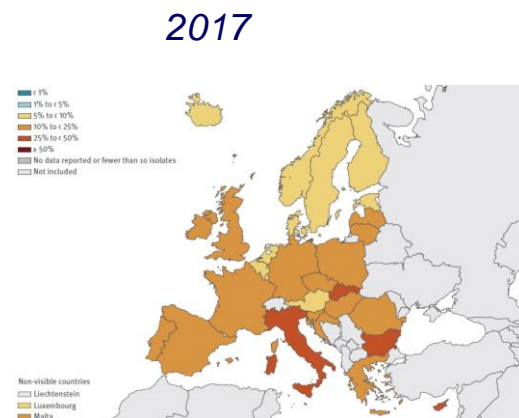 2017
< 1%
1% to < 5%
5% to < 10%
10% to < 25%
25% to < 50%
≥ 50%
No data reported or fewer than 10 isolates
Not included
Non-visible countries
Liechtenstein
Luxembourg
Malta